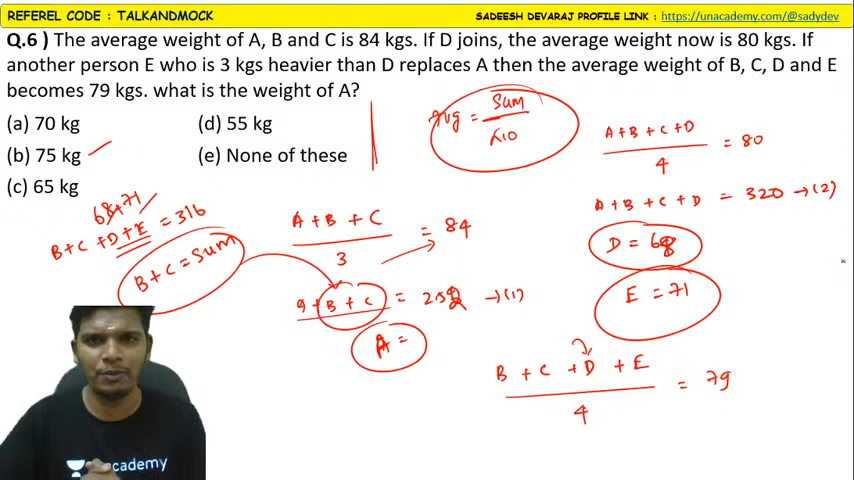 REFEREL CODE : TALKANDMOCK
SADEESH DEVARAJ PROFILE LINK : https://unacademy.com/@sadydev
Q.6 ) The average weight of A, B and C is 84 kgs. If D joins, the average weight now is 80 kgs. If
another person E who is 3 kgs heavier than D replaces A then the average weight of B, C, D and E
becomes 79 kgs. what is the weight of A?
(a) 70 kg
(d) 55 kg
(b) 75 kg
(e) None of these
(c) 65 kg
avg = Sum
A+B+C+D
4
= 80
A+B+C+D = 320 → (2)
68+71
B+C+D+E = 316
B+C = Sum
A+B+C
3
= 84
D = 68
E = 71
→ (1)
A =
B+C+D+E
4
= 79
unacademy